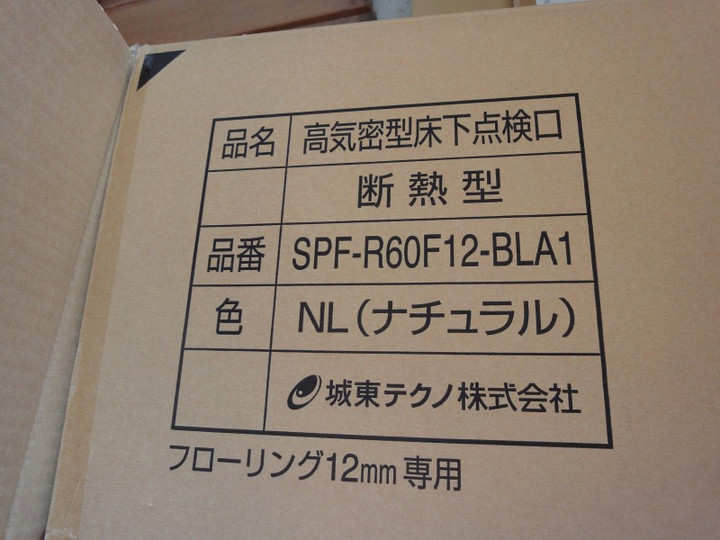 品名 高気密型床下点検口
断熱型
品番 SPF-R60F12-BLA1
色 NL（ナチュラル）
城東テクノ株式会社
フローリング12mm専用